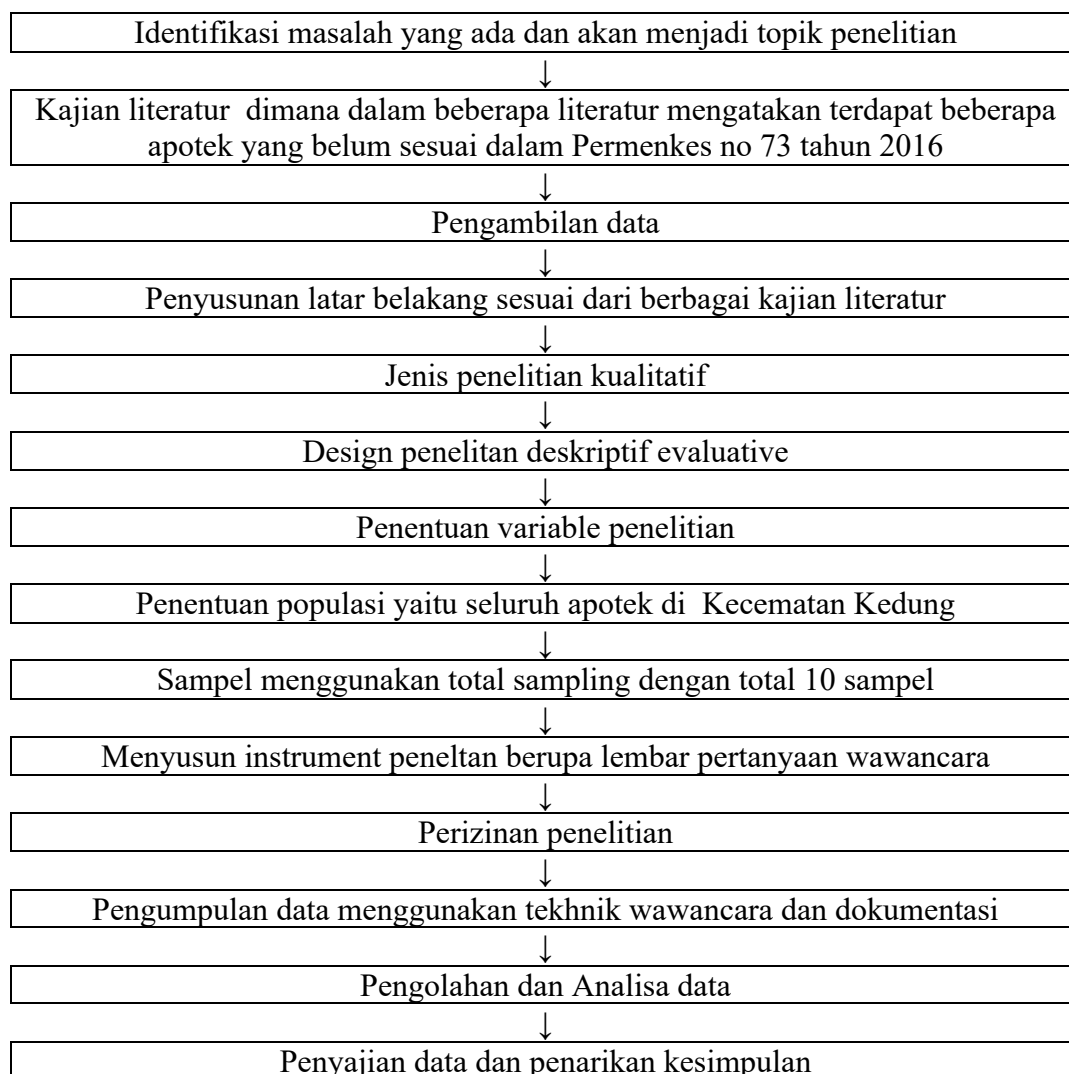 Identifikasi masalah yang ada dan akan menjadi topik penelitian
↓
Kajian literatur dimana dalam beberapa literatur mengatakan terdapat beberapa
apotek yang belum sesuai dalam Permenkes no 73 tahun 2016
↓
Pengambilan data
↓
Penyusunan latar belakang sesuai dari berbagai kajian literatur
↓
Jenis penelitian kualitatif
↓
Design penelitan deskriptif evaluative
↓
Penentuan variable penelitian
↓
Penentuan populasi yaitu seluruh apotek di Kecematan Kedung
↓
Sampel menggunakan total sampling dengan total 10 sampel
↓
Menyusun instrument peneltan berupa lembar pertanyaan wawancara
↓
Perizinan penelitian
↓
Pengumpulan data menggunakan tekhnik wawancara dan dokumentasi
↓
Pengolahan dan Analisa data
↓
Penyajian data dan penarikan kesimpulan